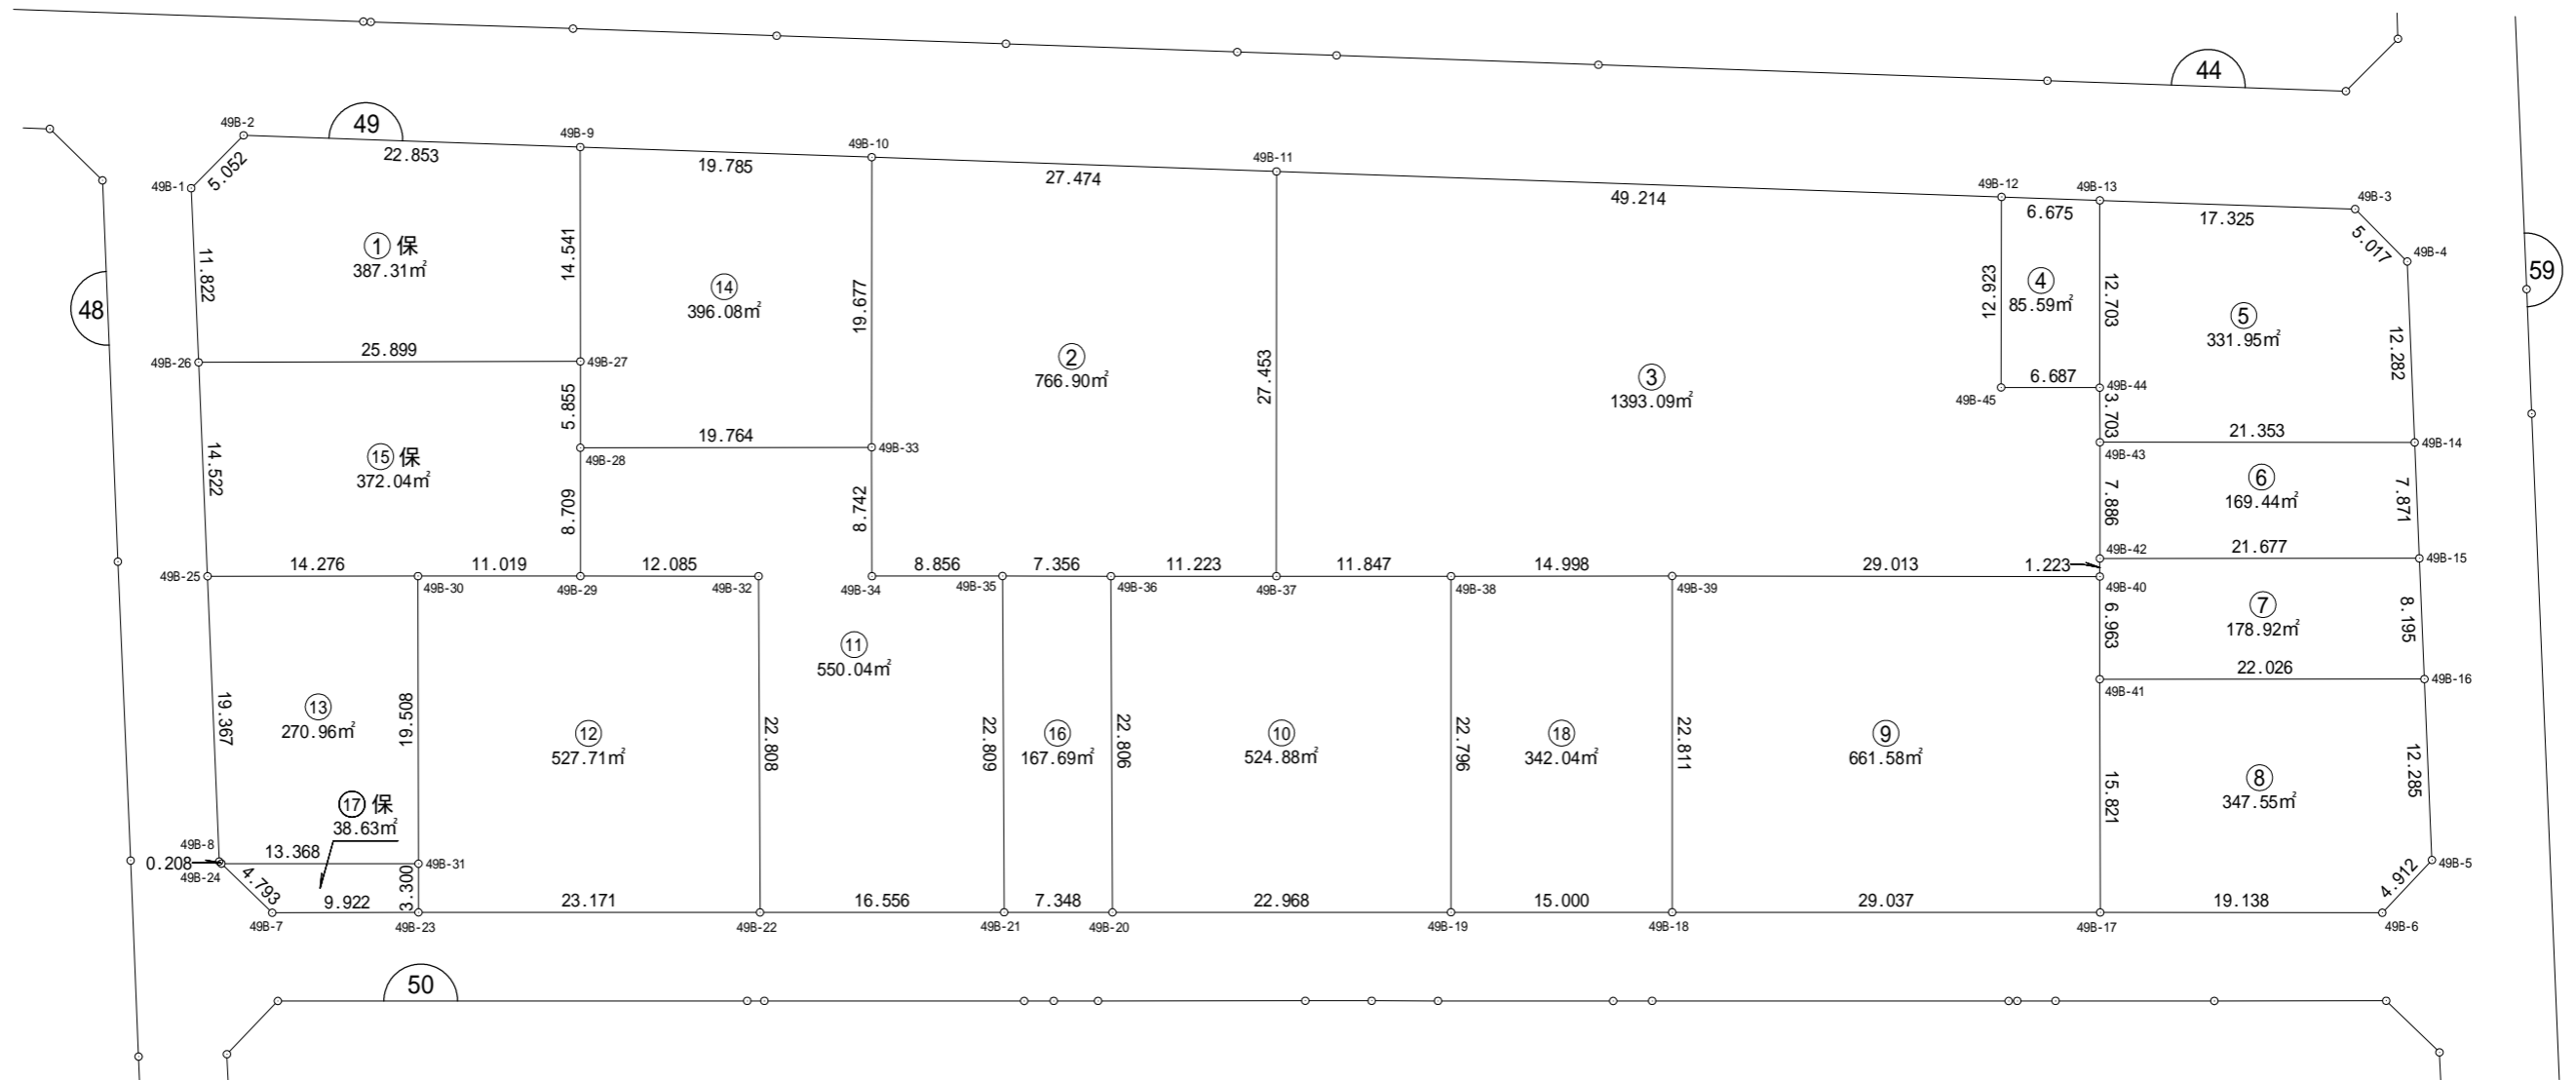 44
49B-2
49
49B-9
22.853
49B-10
19.785
49B-11
27.474
49B-12
49B-13
49B-3
49.214
6.675
17.325
49B-1
5.052
5.017
49B-4
59
48
11.822
① 保
387.31㎡
14.541
⑭
396.08㎡
19.677
②
766.90㎡
27.453
③
1393.09㎡
12.923
④
85.59㎡
12.703
⑤
331.95㎡
12.282
49B-26
25.899
49B-27
6.687
49B-44
49B-45
5.855
3.703
14.522
⑮ 保
372.04㎡
19.764
49B-28
49B-33
21.353
49B-14
49B-43
8.709
8.742
7.886
⑥
169.44㎡
7.871
49B-42
21.677
49B-15
49B-25
14.276
11.019
12.085
8.856
7.356
11.223
11.847
14.998
29.013
1.223
49B-30
49B-29
49B-32
49B-34
49B-35
49B-36
49B-37
49B-38
49B-39
49B-40
6.963
⑦
178.92㎡
8.195
22.026
49B-16
49B-41
⑪
550.04㎡
19.367
⑬
270.96㎡
19.508
⑫
527.71㎡
22.808
22.809
⑯
167.69㎡
22.806
⑩
524.88㎡
22.796
⑱
342.04㎡
22.811
⑨
661.58㎡
15.821
⑧
347.55㎡
12.285
⑰ 保
38.63㎡
49B-8
0.208
13.368
49B-31
49B-24
4.793
49B-5
4.912
9.922
3.300
23.171
16.556
7.348
22.968
15.000
29.037
19.138
49B-7
49B-23
49B-22
49B-21
49B-20
49B-19
49B-18
49B-17
49B-6
50